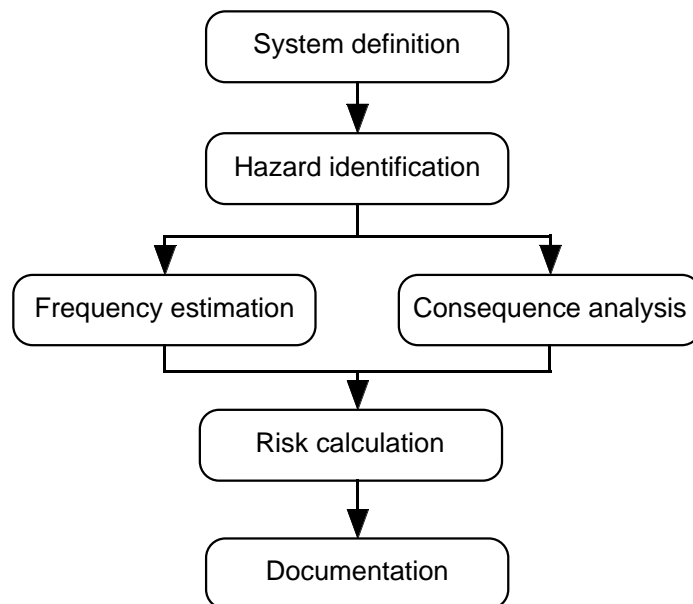 System definition
Hazard identification
Frequency estimation
Consequence analysis
Risk calculation
Documentation